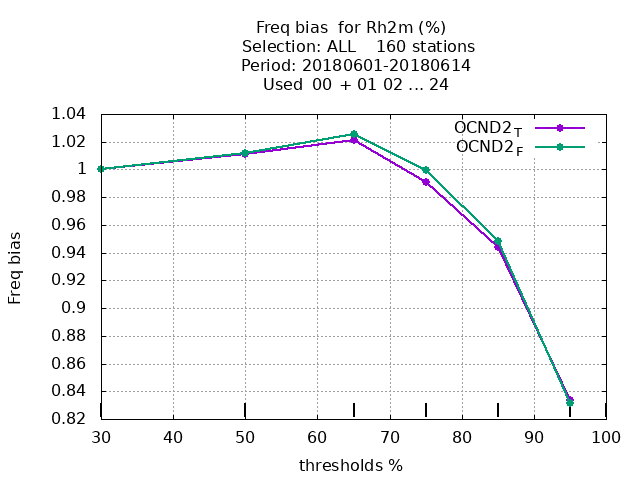 Freq bias  for Rh2m (%)
Selection: ALL    160 stations
Period: 20180601-20180614
Used  00  + 01 02 ... 24
1.04
1.02
1
0.98
0.96
0.94
0.92
0.9
0.88
0.86
0.84
0.82
Freq bias
OCND2T
OCND2F
30 40 50 60 70 80 90 100
thresholds %